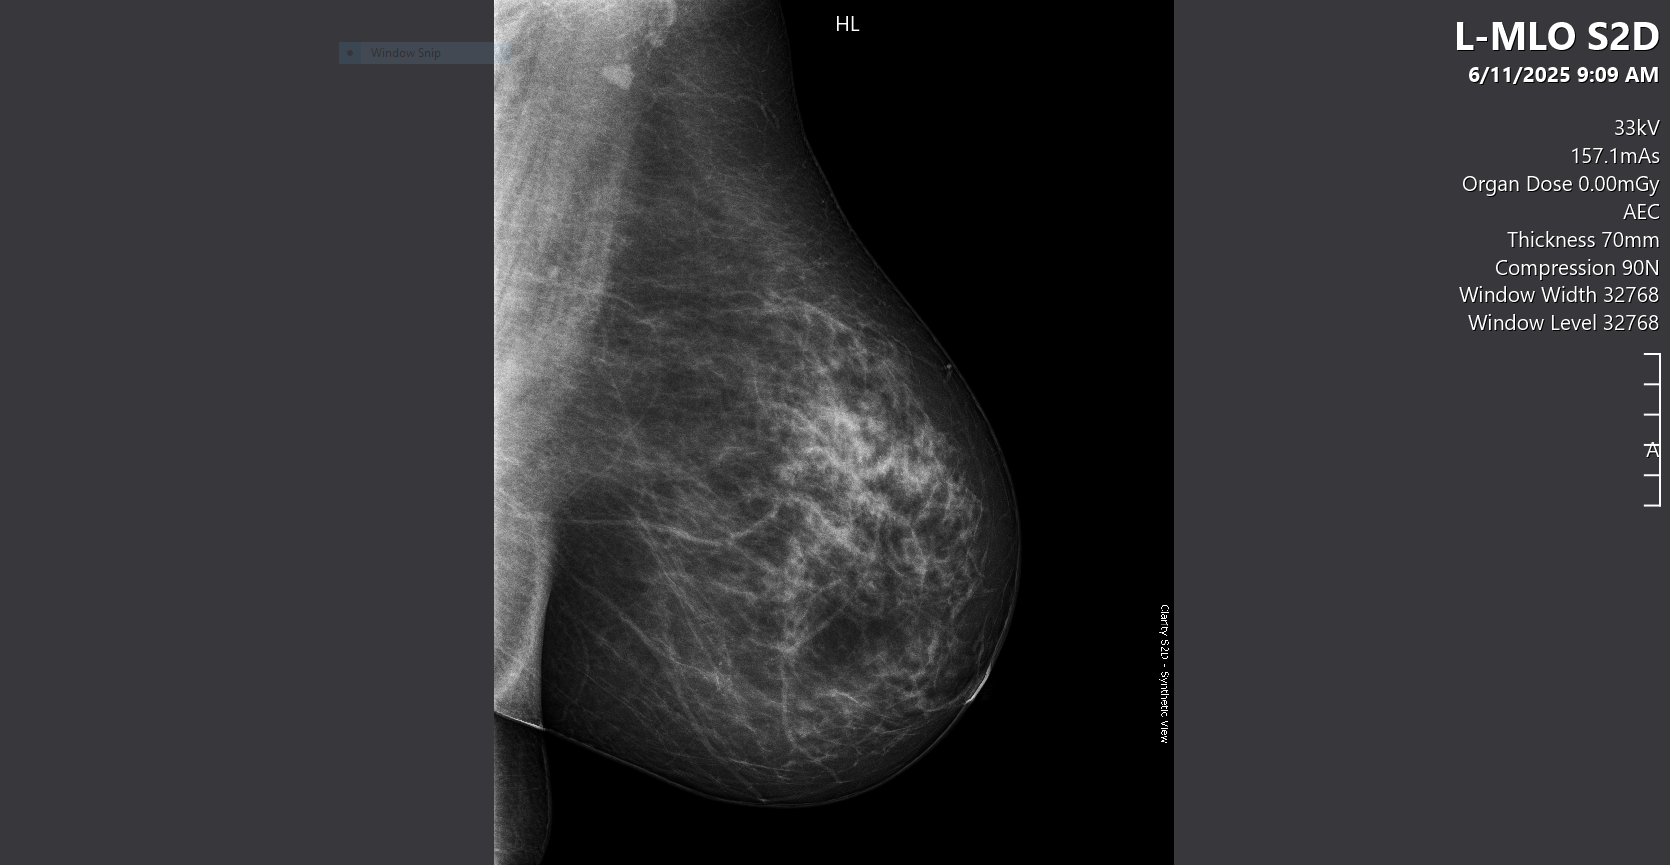 HL
L-MLO S2D
6/11/2025 9:09 AM
Window Snip
33kV
157.1mAs
Organ Dose 0.00mGy
AEC
Thickness 70mm
Compression 90N
Window Width 32768
Window Level 32768
A
Clarity S2D - Synthetic View